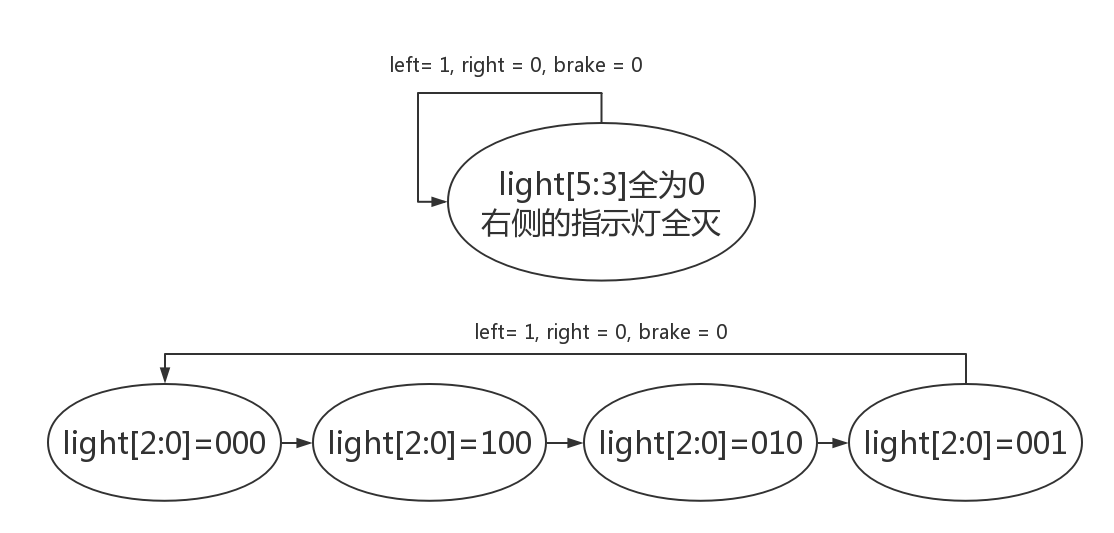 left= 1, right = 0, brake = 0
light[5:3]全为0
右侧的指示灯全灭
left= 1, right = 0, brake = 0
light[2:0]=000
light[2:0]=100
light[2:0]=010
light[2:0]=001